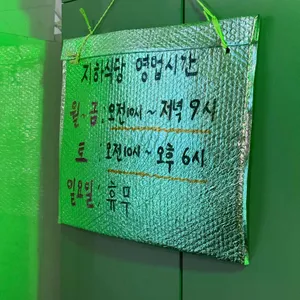 지하식당 영업시간
월~금: 오전10시~저녁 9시
토: 오전10시~오후 6시
일요일: 휴무